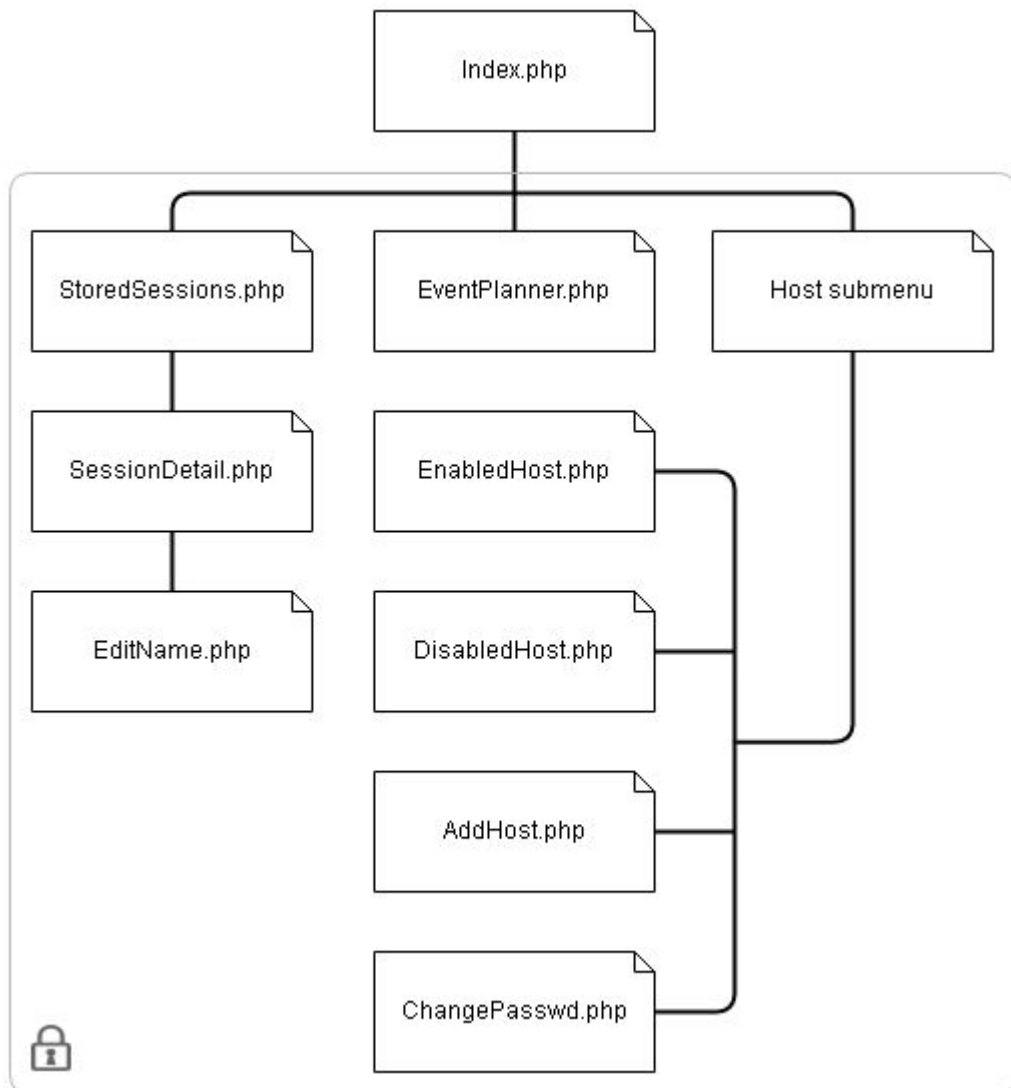 Index.php
StoredSessions.php
EventPlanner.php
Host submenu
SessionDetail.php
EnabledHost.php
EditName.php
DisabledHost.php
AddHost.php
ChangePasswd.php